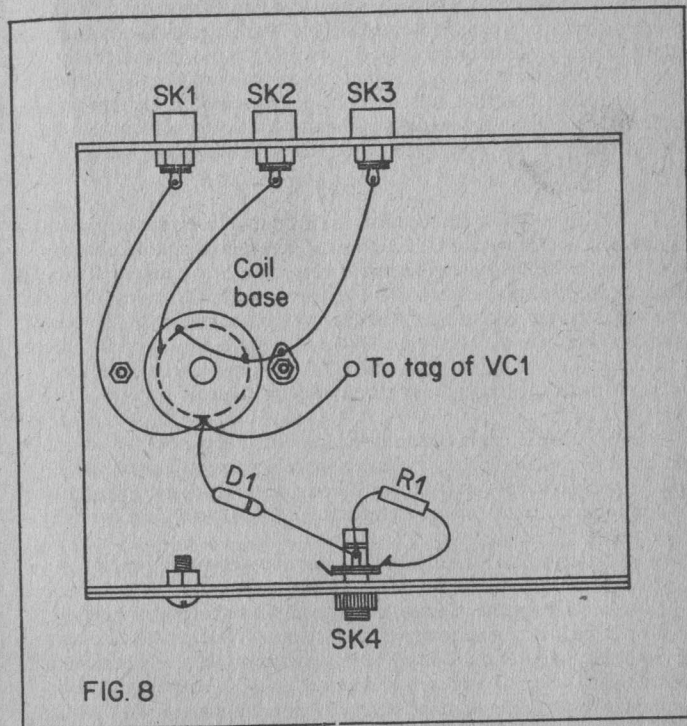 SK1 SK2 SK3
Coil
base
To tag of VC1
D1 R1
SK4
FIG. 8